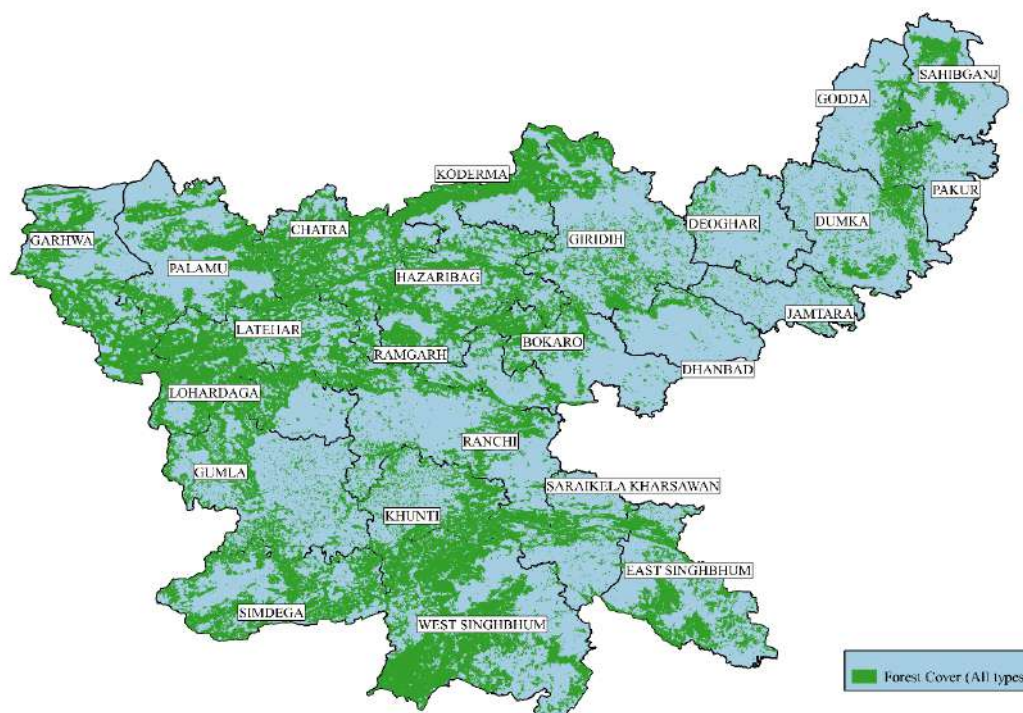 SAHIBGANJ
GODDA
KODERMA
PAKUR
DEOGHAR
DUMKA
CHATRA
GARHWA
GIRIDIH
PALAMU
HAZARIBAG
JAMTARA
LATEHAR
BOKARO
RAMGARH
DHANBAD
LOHARDAGA
RANCHI
GUMLA
SARAIKELA KHARSAWAN
KHUNTI
EAST SINGHBHUM
SIMDEGA
WEST SINGHBHUM
Forest Cover (All types